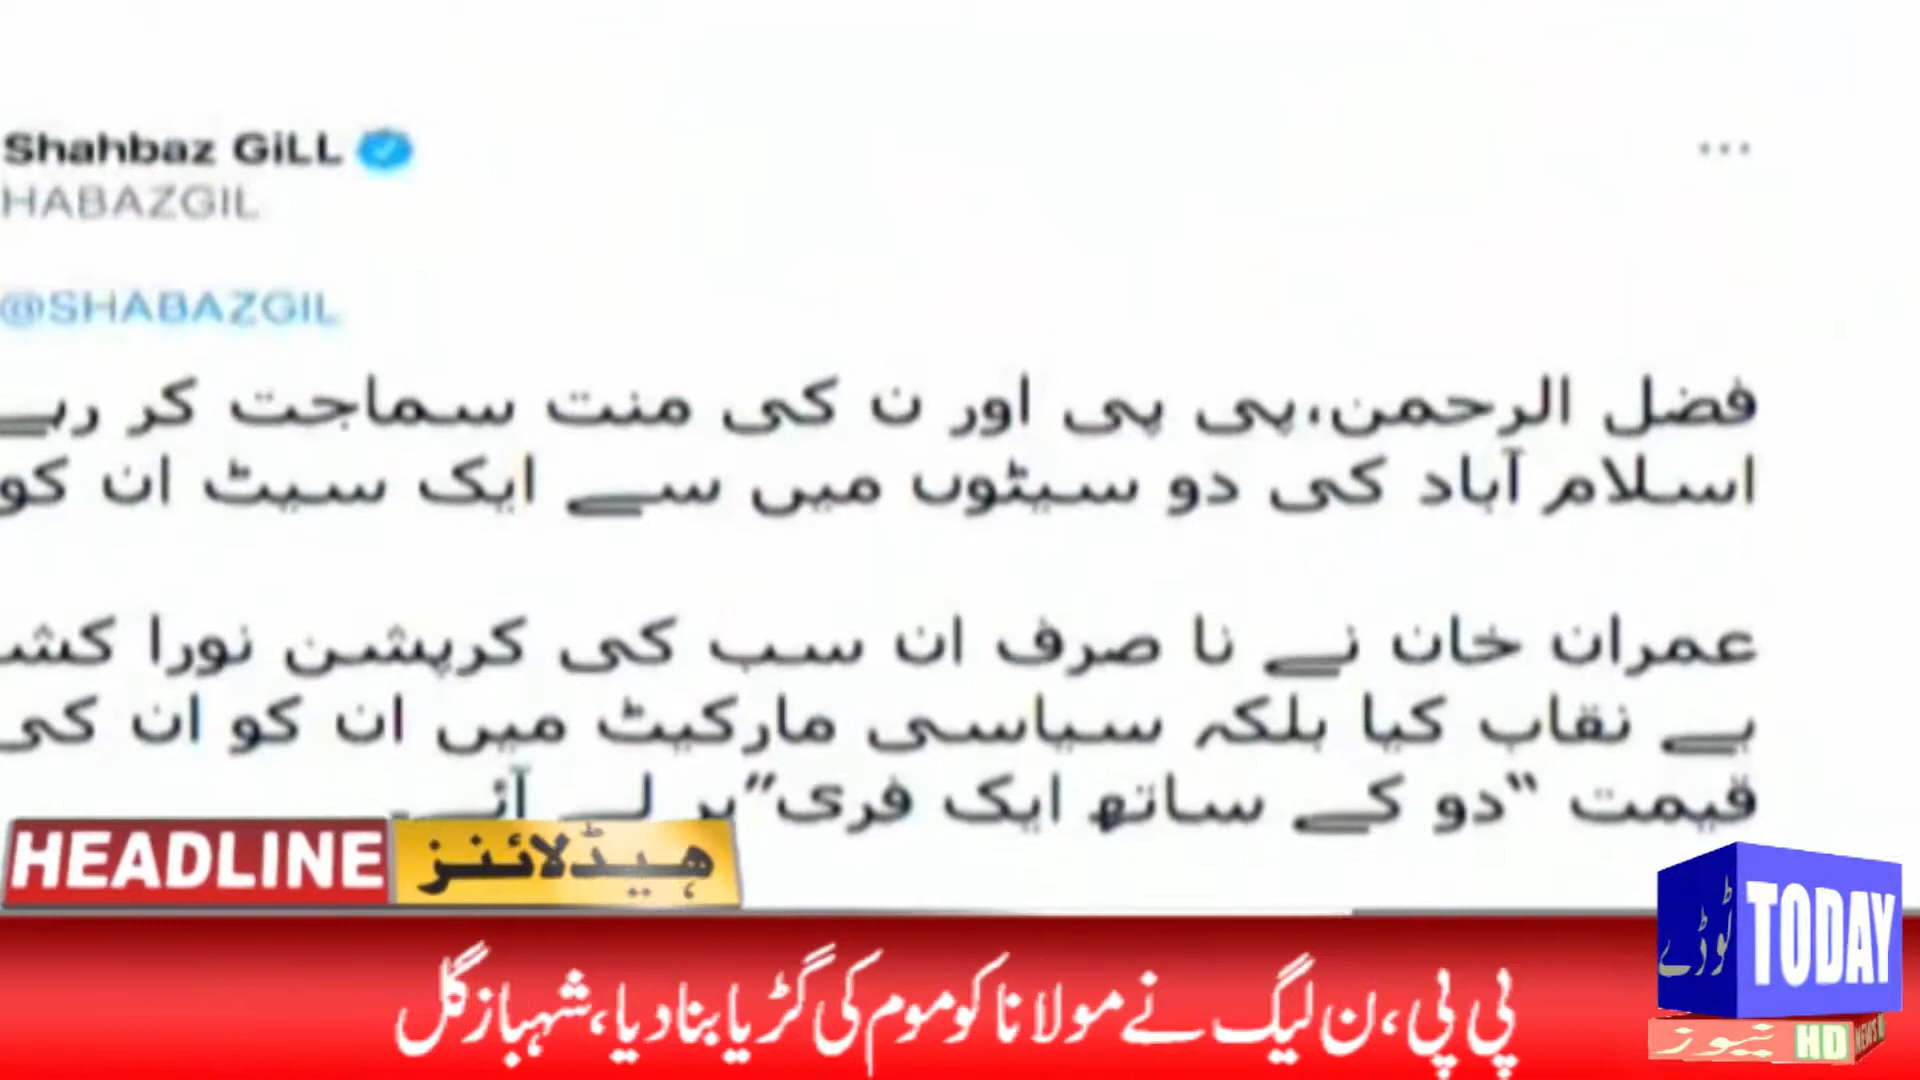 Shahbaz GiLL
HABAZGIL
@SHABAZGIL
فضل الرحمن،پی پی اور ن کی منت سماجت کر رہے
اسلام آباد کی دو سیٹوں میں سے ایک سیٹ ان کو
عمران خان نے نا صرف ان سب کی کرپشن نورا کش
بے نقاب کیا بلکہ سیاسی مارکیٹ میں ان کو ان کی
قیمت "دو کے ساتھ ایک فری"پر لے آئے
HEADLINE ہیڈلائنز
ٹوڈے TODAY
نیوز HD NEWS
پی پی،ن لیگ نے مولانا کو موم کی گڑیا بنا دیا،شہباز گل